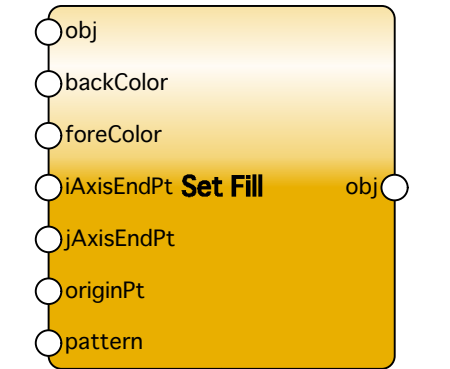 obj
backColor
foreColor
iAxisEndPt Set Fill obj
jAxisEndPt
originPt
pattern